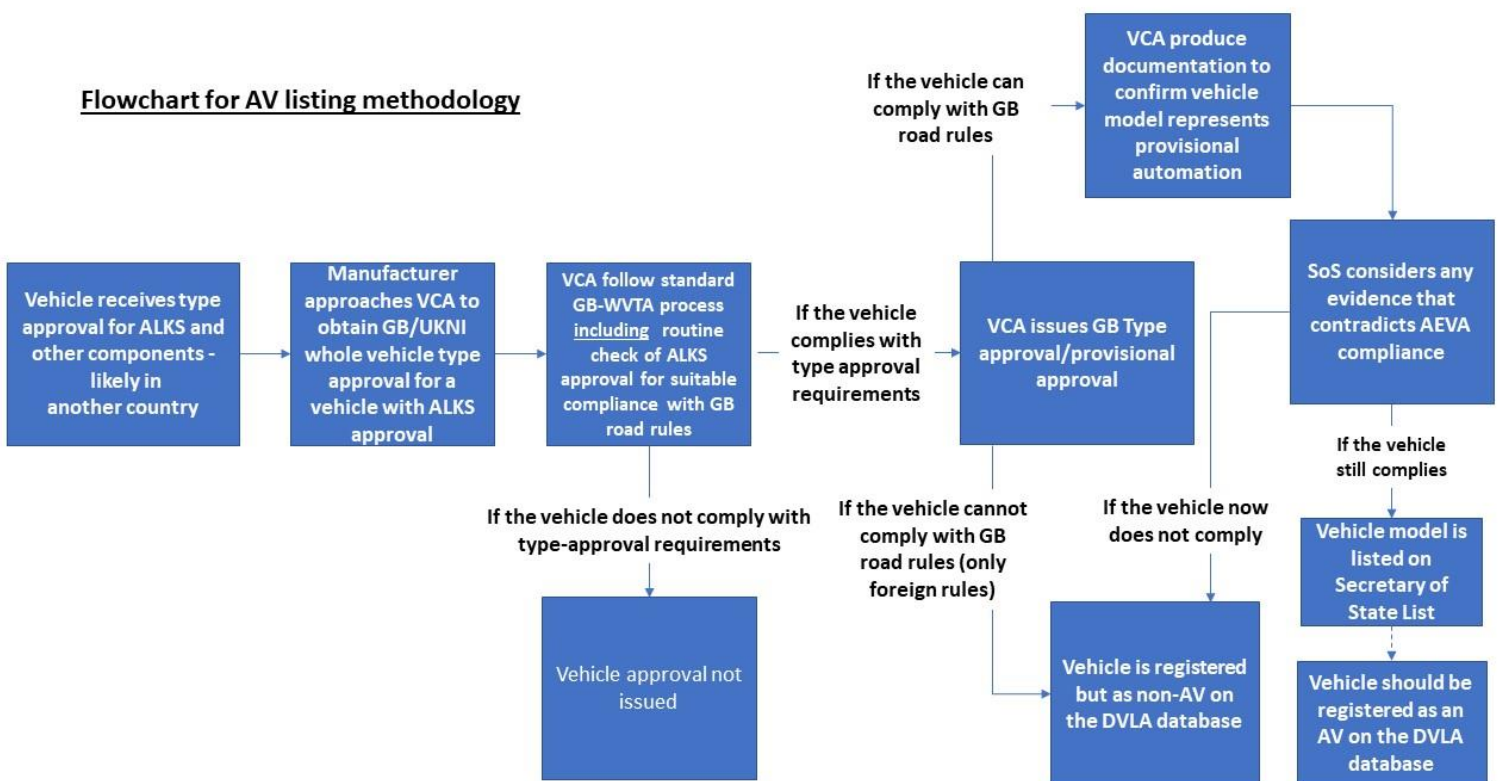 Flowchart for AV listing methodology
Vehicle receives type
approval for ALKS and
other components -
likely in
another country
Manufacturer
approaches VCA to
obtain GB/UKNI
whole vehicle type
approval for a
vehicle with ALKS
approval
VCA follow standard
GB-WVTA process
including routine
check of ALKS
approval for suitable
compliance with GB
road rules
If the vehicle does not comply with
type-approval requirements
Vehicle approval not
issued
If the vehicle
complies with
type approval
requirements
VCA issues GB Type
approval/provisional
approval
If the vehicle can
comply with GB
road rules
VCA produce
documentation to
confirm vehicle
model represents
provisional
automation
SoS considers any
evidence that
contradicts AEVA
compliance
If the vehicle cannot
comply with GB
road rules (only
foreign rules)
If the vehicle now
does not comply
Vehicle is registered
but as non-AV on
the DVLA database
If the vehicle
still complies
Vehicle model is
listed on
Secretary of
State List
Vehicle should be
registered as an
AV on the DVLA
database